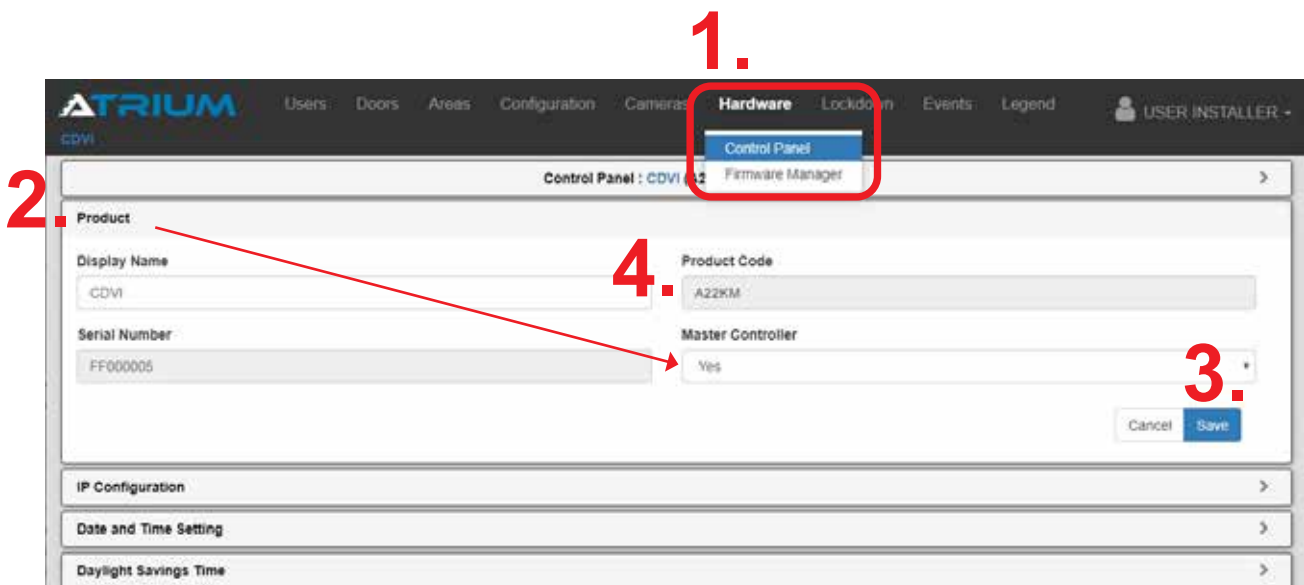 1.
ATRIUM Users Doors Areas Configuration Cameras Hardware Lockdown Events Legend USER INSTALLER
CDVI
Control Panel
Firmware Manager
Control Panel : CDVI
2.
Product
4.
Display Name Product Code
CDVI A22KM
Serial Number Master Controller
FF000005 Yes
3.
Cancel Save
IP Configuration
Date and Time Setting
Daylight Savings Time